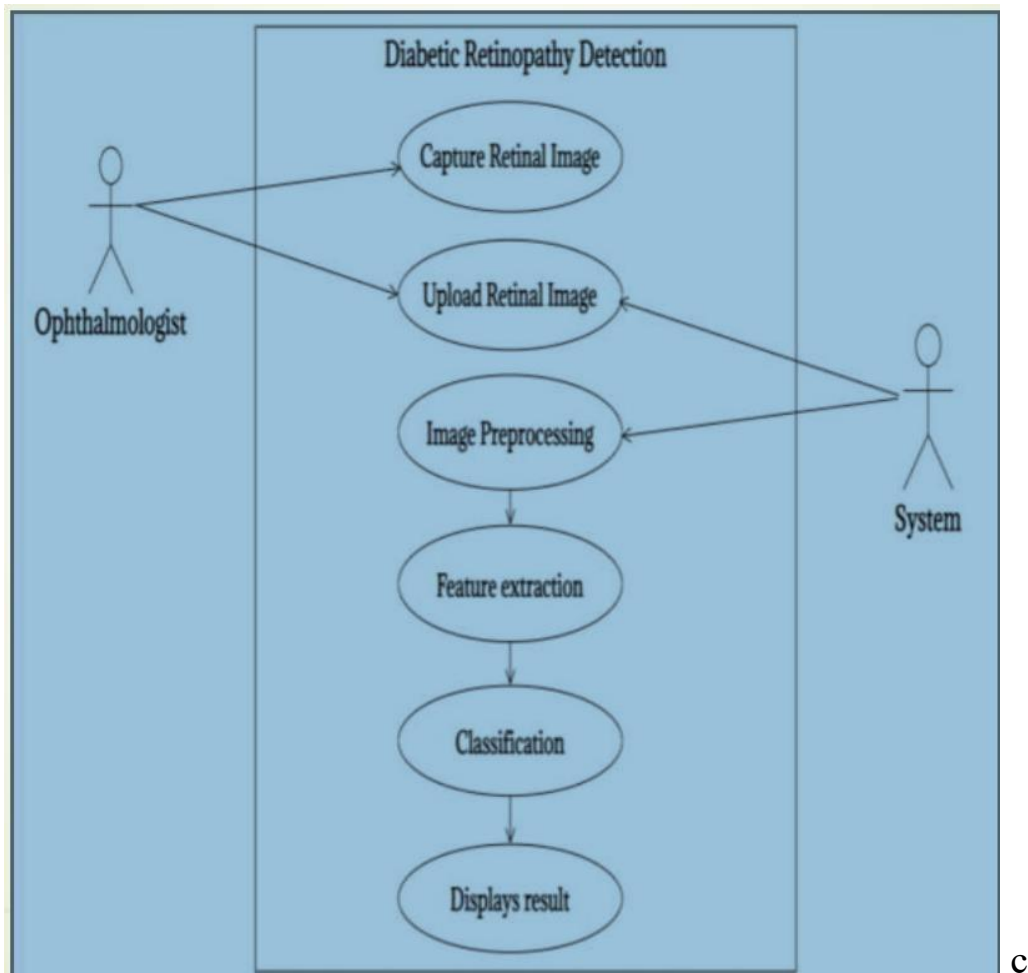 Diabetic Retinopathy Detection
Capture Retinal Image
Upload Retinal Image
Ophthalmologist
Image Preprocessing
System
Feature extraction
Classification
Displays result
c